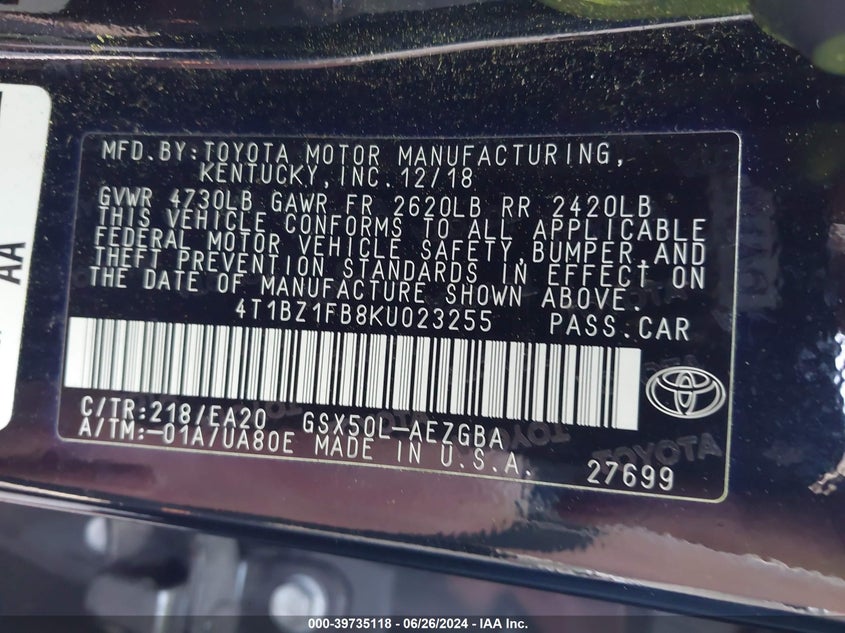 AA
MFD.BY:TOYOTA MOTOR MANUFACTURING,
KENTUCKY,INC.12/18
GVWR 4730LB GAWR FR 2620LB RR 2420LB
THIS VEHICLE CONFORMS TO ALL APPLICABLE
FEDERAL MOTOR VEHICLE SAFETY,BUMPER,AND
THEFT PREVENTION STANDARDS IN EFFECT ON
THE DATE OF MANUFACTURE SHOWN ABOVE.
4T1BZ1FB8KU023255 PASS.CAR
C/TR:218/EA20 GSX50L-AEZGBA
A/TM:-01A/UA80E MADE IN U.S.A.
27699
TOYOTA
000-39735118 - 06/26/2024 - IAA Inc.